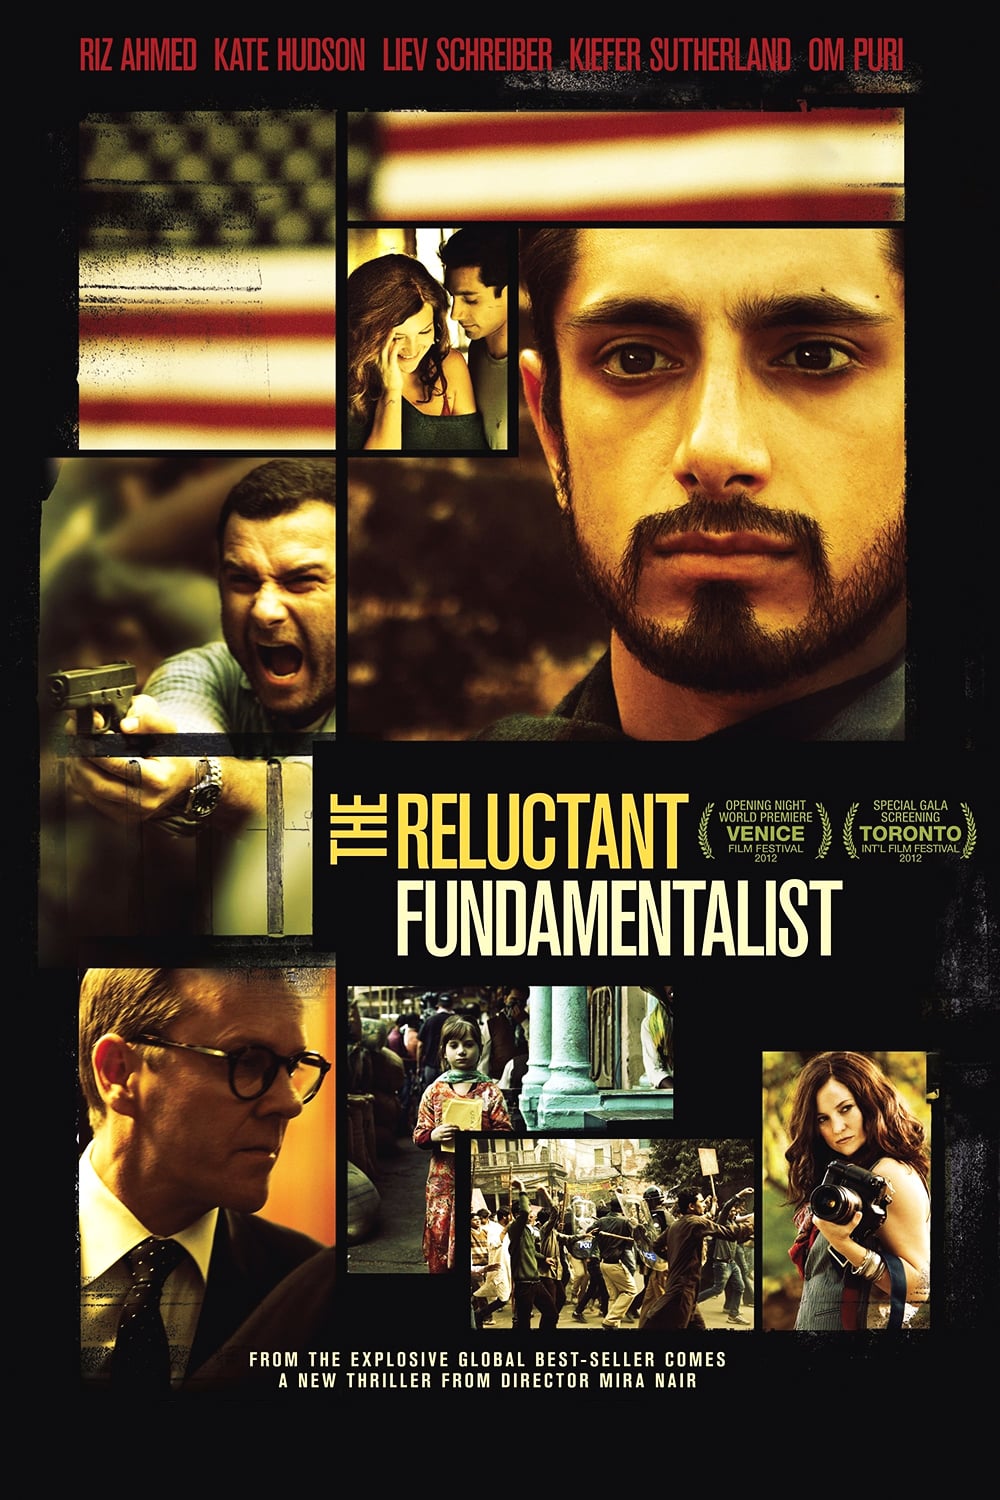 RIZ AHMED KATE HUDSON LIEV SCHREIBER KIEFER SUTHERLAND OM PURI
THE RELUCTANT
FUNDAMENTALIST
OPENING NIGHT
WORLD PREMIERE
VENICE
FILM FESTIVAL
2012
SPECIAL GALA
SCREENING
TORONTO
INT'L FILM FESTIVAL
2012
FROM THE EXPLOSIVE GLOBAL BEST-SELLER COMES
A NEW THRILLER FROM DIRECTOR MIRA NAIR